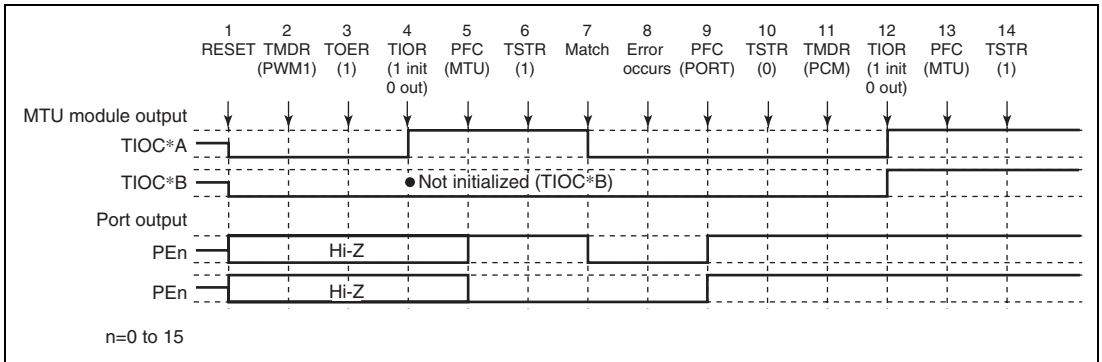 1 2 3 4 5 6 7 8 9 10 11 12 13 14
RESET TMDR TOER TIOR PFC TSTR Match Error PFC TSTR TMDR TIOR PFC TSTR
(PWM1) (1) (1 init (MTU) (1) occurs (PORT) (0) (PCM) (1 init (MTU) (1)
0 out) 0 out)
MTU module output
TIOC*A
TIOC*B ● Not initialized (TIOC*B)
Port output
PEn Hi-Z
PEn Hi-Z
n=0 to 15